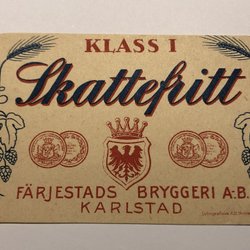 KLASS I
Skattefritt
FÄRJESTADS BRYGGERI A-B.
KARLSTAD